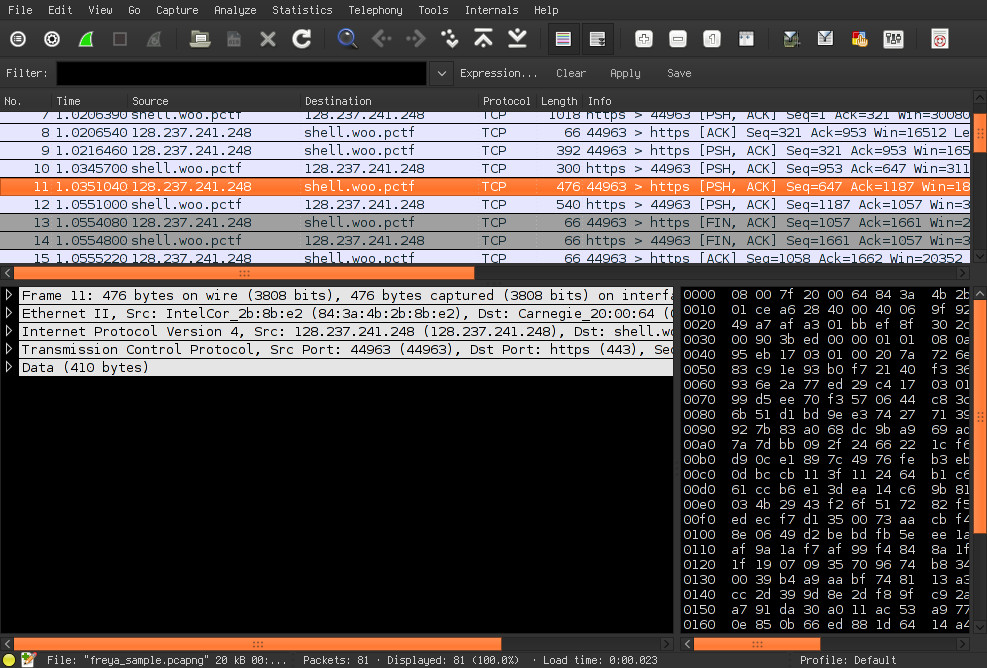 File Edit View Go Capture Analyze Statistics Telephony Tools Internals Help
Filter: Expression... Clear Apply Save
No. Time Source Destination Protocol Length Info
7 1.0206390 shell.woo.pctf 128.237.241.248 TCP 1018 https > 44963 [PSH, ACK] Seq=1 Ack=321 Win=30080
8 1.0206540 128.237.241.248 shell.woo.pctf TCP 66 44963 > https [ACK] Seq=321 Ack=953 Win=16512 Le
9 1.0216460 128.237.241.248 shell.woo.pctf TCP 392 44963 > https [PSH, ACK] Seq=321 Ack=953 Win=165
10 1.0345700 shell.woo.pctf 128.237.241.248 TCP 300 https > 44963 [PSH, ACK] Seq=953 Ack=647 Win=311
11 1.0351040 128.237.241.248 shell.woo.pctf TCP 476 44963 > https [PSH, ACK] Seq=647 Ack=1187 Win=18
12 1.0551000 shell.woo.pctf 128.237.241.248 TCP 540 https > 44963 [PSH, ACK] Seq=1187 Ack=1057 Win=3
13 1.0554080 128.237.241.248 shell.woo.pctf TCP 66 44963 > https [FIN, ACK] Seq=1057 Ack=1661 Win=2
14 1.0554800 shell.woo.pctf 128.237.241.248 TCP 66 https > 44963 [FIN, ACK] Seq=1661 Ack=1057 Win=3
15 1.0555220 128.237.241.248 shell.woo.pctf TCP 66 44963 > https [ACK] Seq=1058 Ack=1662 Win=20352
Frame 11: 476 bytes on wire (3808 bits), 476 bytes captured (3808 bits) on interfa
Ethernet II, Src: IntelCor_2b:8b:e2 (84:3a:4b:2b:8b:e2), Dst: Carnegie_20:00:64 (
Internet Protocol Version 4, Src: 128.237.241.248 (128.237.241.248), Dst: shell.wo
Transmission Control Protocol, Src Port: 44963 (44963), Dst Port: https (443), Sec
Data (410 bytes)
0000 08 00 7f 20 00 64 84 3a 4b 2b
0010 01 ce a6 28 40 00 40 06 9f 92
0020 49 a7 af a3 01 bb ef 8f 30 2c
0030 00 90 3b ed 00 00 01 01 08 0a
0040 95 eb 17 03 01 00 20 7a 72 6e
0050 83 c9 1e 93 b0 f7 21 40 f3 36
0060 93 6e 2a 77 ed 29 c4 17 03 01
0070 99 d5 ee 70 f3 57 06 44 c8 3c
0080 6b 51 d1 bd 9e e3 74 27 71 39
0090 92 7b 83 a0 68 dc 9b a9 69 ac
00a0 7a 7d bb 09 2f 24 66 22 1c f6
00b0 d9 0c e1 89 7c 49 76 fe b3 eb
00c0 0d bc cb 11 3f 11 24 64 b1 c6
00d0 61 cc b6 e1 3d ea 14 c6 9b 81
00e0 03 4b 29 43 f2 6f 51 72 82 f5
00f0 ed ec f7 d1 35 00 73 aa cb f4
0100 8e 06 49 d2 be bd fb 5e ee 1a
0110 af 9a 1a f7 af 99 f4 84 8a 1f
0120 1f 19 07 09 35 70 96 74 b8 34
0130 00 39 b4 a9 aa bf 74 81 13 a3
0140 cc 2d 39 9d 8e 2d f8 9f c9 2a
0150 a7 91 da 30 a0 11 ac 53 a9 77
0160 0e 85 0b 66 ed 88 1d 64 14 a4
File: "freya_sample.pcapng" 20 kB 00:... Packets: 81 · Displayed: 81 (100.0%) · Load time: 0:00.023 Profile: Default